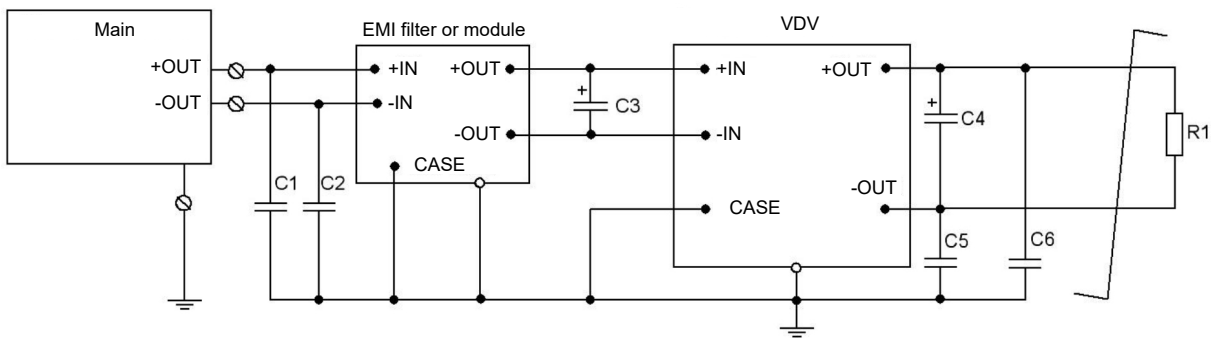 Main
+OUT
-OUT
EMI filter or module
+IN
-IN
+OUT
-OUT
CASE
C1
C2
+
C3
VDV
+IN
-IN
CASE
+OUT
-OUT
+
C4
C5
C6
R1